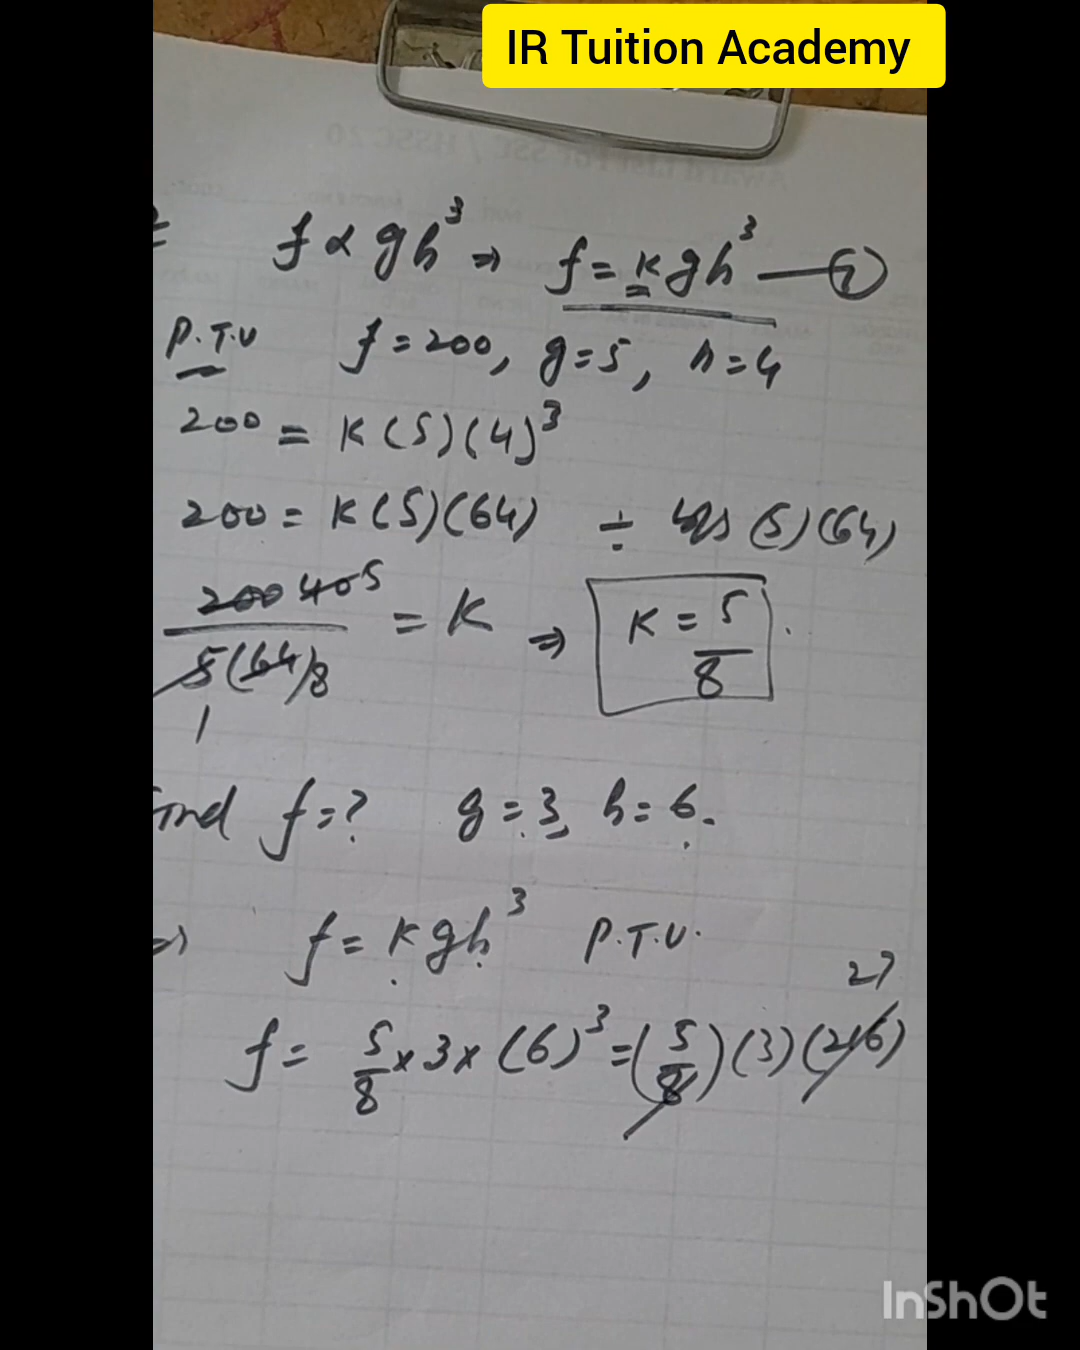 IR Tuition Academy
f ∝ gh³ ⇒ f = kgh³ — ①
P.T.V f = 200, g = 5, h = 4
200 = K(5)(4)³
200 = K(5)(64) ÷ (5)(64)
200 40 5 / 5(64)8 = K ⇒ K = 5/8.
1
find f = ? g = 3, h = 6.
⇒ f = kgh³ P.T.V.
27
f = 5/8 × 3 × (6)³ = (5/8)(3)(216)
InShOt